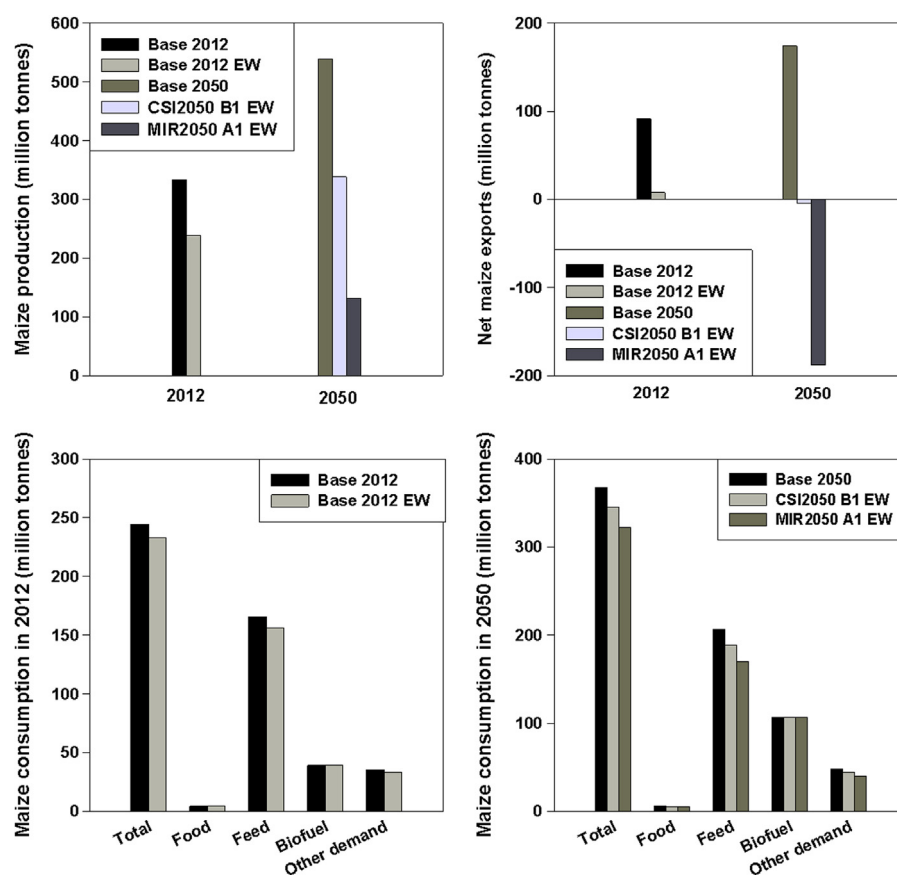 Maize production (million tonnes)
600
500
400
300
200
100
0
Base 2012
Base 2012 EW
Base 2050
CSI2050 B1 EW
MIR2050 A1 EW
2012
2050
Net maize exports (million tonnes)
200
100
0
-100
-200
Base 2012
Base 2012 EW
Base 2050
CSI2050 B1 EW
MIR2050 A1 EW
2012
2050
Maize consumption in 2012 (million tonnes)
300
250
200
150
100
50
0
Base 2012
Base 2012 EW
Total
Food
Feed
Biofuel
Other demand
Maize consumption in 2050 (million tonnes)
400
300
200
100
0
Base 2050
CSI2050 B1 EW
MIR2050 A1 EW
Total
Food
Feed
Biofuel
Other demand